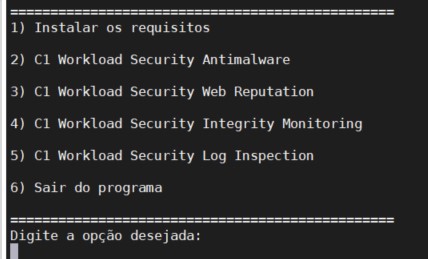 ================================================
1) Instalar os requisitos
2) C1 Workload Security Antimalware
3) C1 Workload Security Web Reputation
4) C1 Workload Security Integrity Monitoring
5) C1 Workload Security Log Inspection
6) Sair do programa
================================================
Digite a opção desejada: